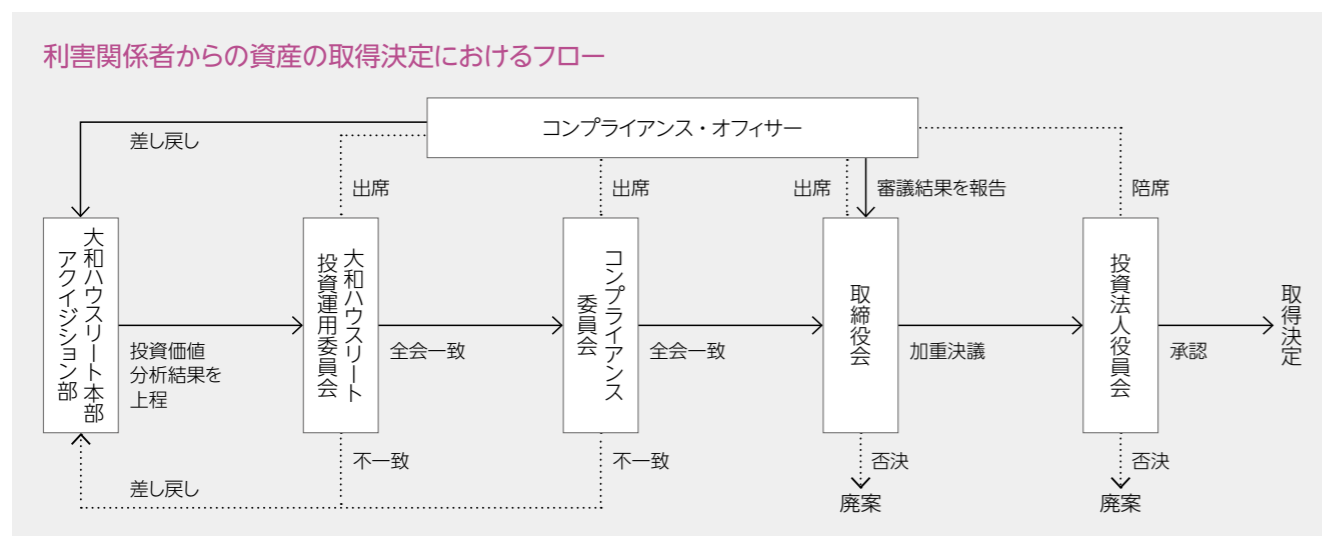 利害関係者からの資産の取得決定におけるフロー
コンプライアンス・オフィサー
差し戻し
出席
出席
出席
審議結果を報告
陪席
大和ハウスリート本部
アクイジション部
投資価値
分析結果を
上程
大和ハウスリート
投資運用委員会
全会一致
コンプライアンス
委員会
全会一致
取締役会
加重決議
投資法人役員会
承認
取得決定
不一致
不一致
否決
否決
差し戻し
廃案
廃案